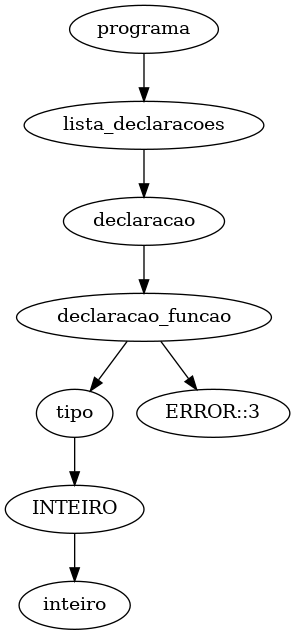 programa
lista_declaracoes
declaracao
declaracao_funcao
tipo
ERROR::3
INTEIRO
inteiro